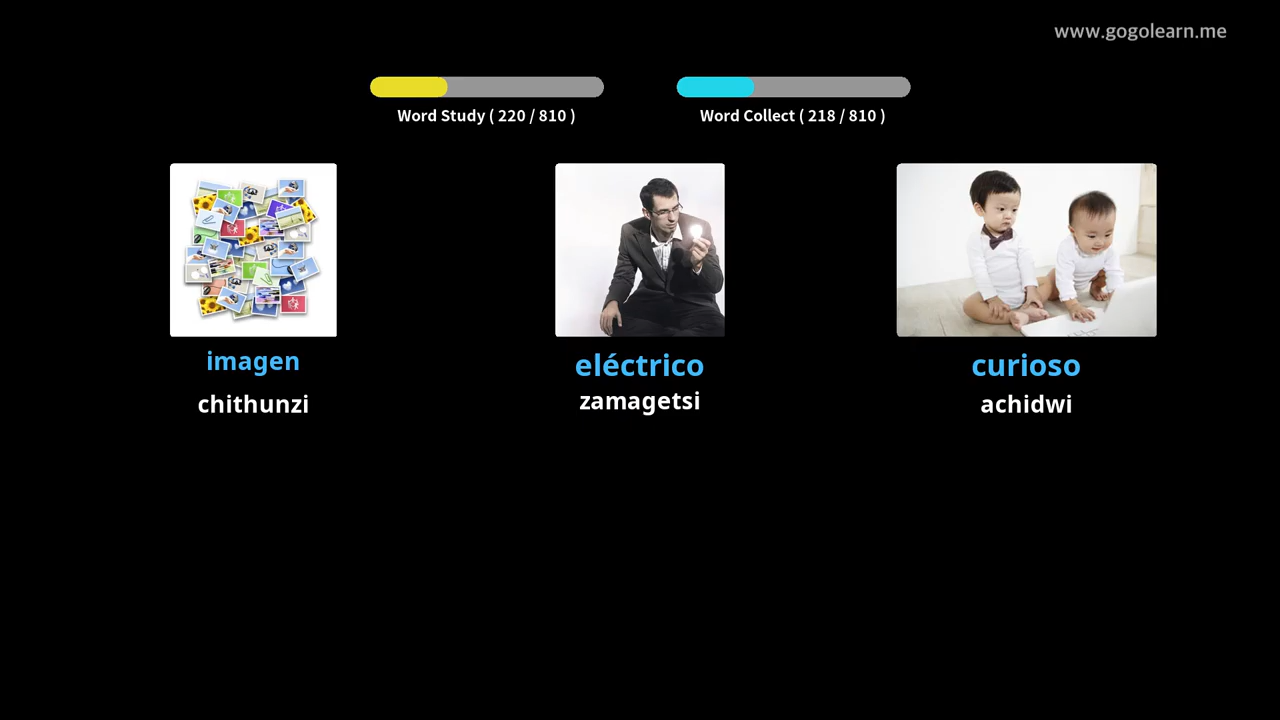 www.gogolearn.me
Word Study ( 220 / 810 )
Word Collect ( 218 / 810 )
imagen
chithunzi
eléctrico
zamagetsi
curioso
achidwi